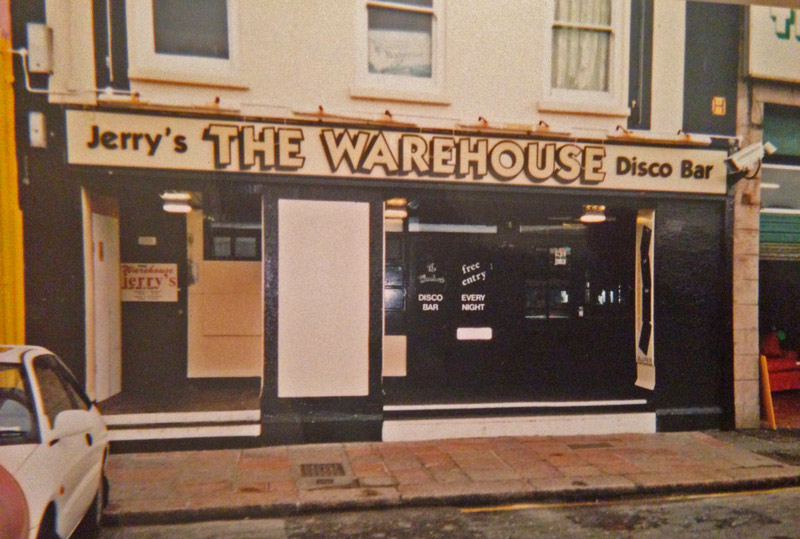 Jerry's THE WAREHOUSE Disco Bar
Warehouse
jerry's
DISCO
BAR
free
entry
EVERY
NIGHT
H